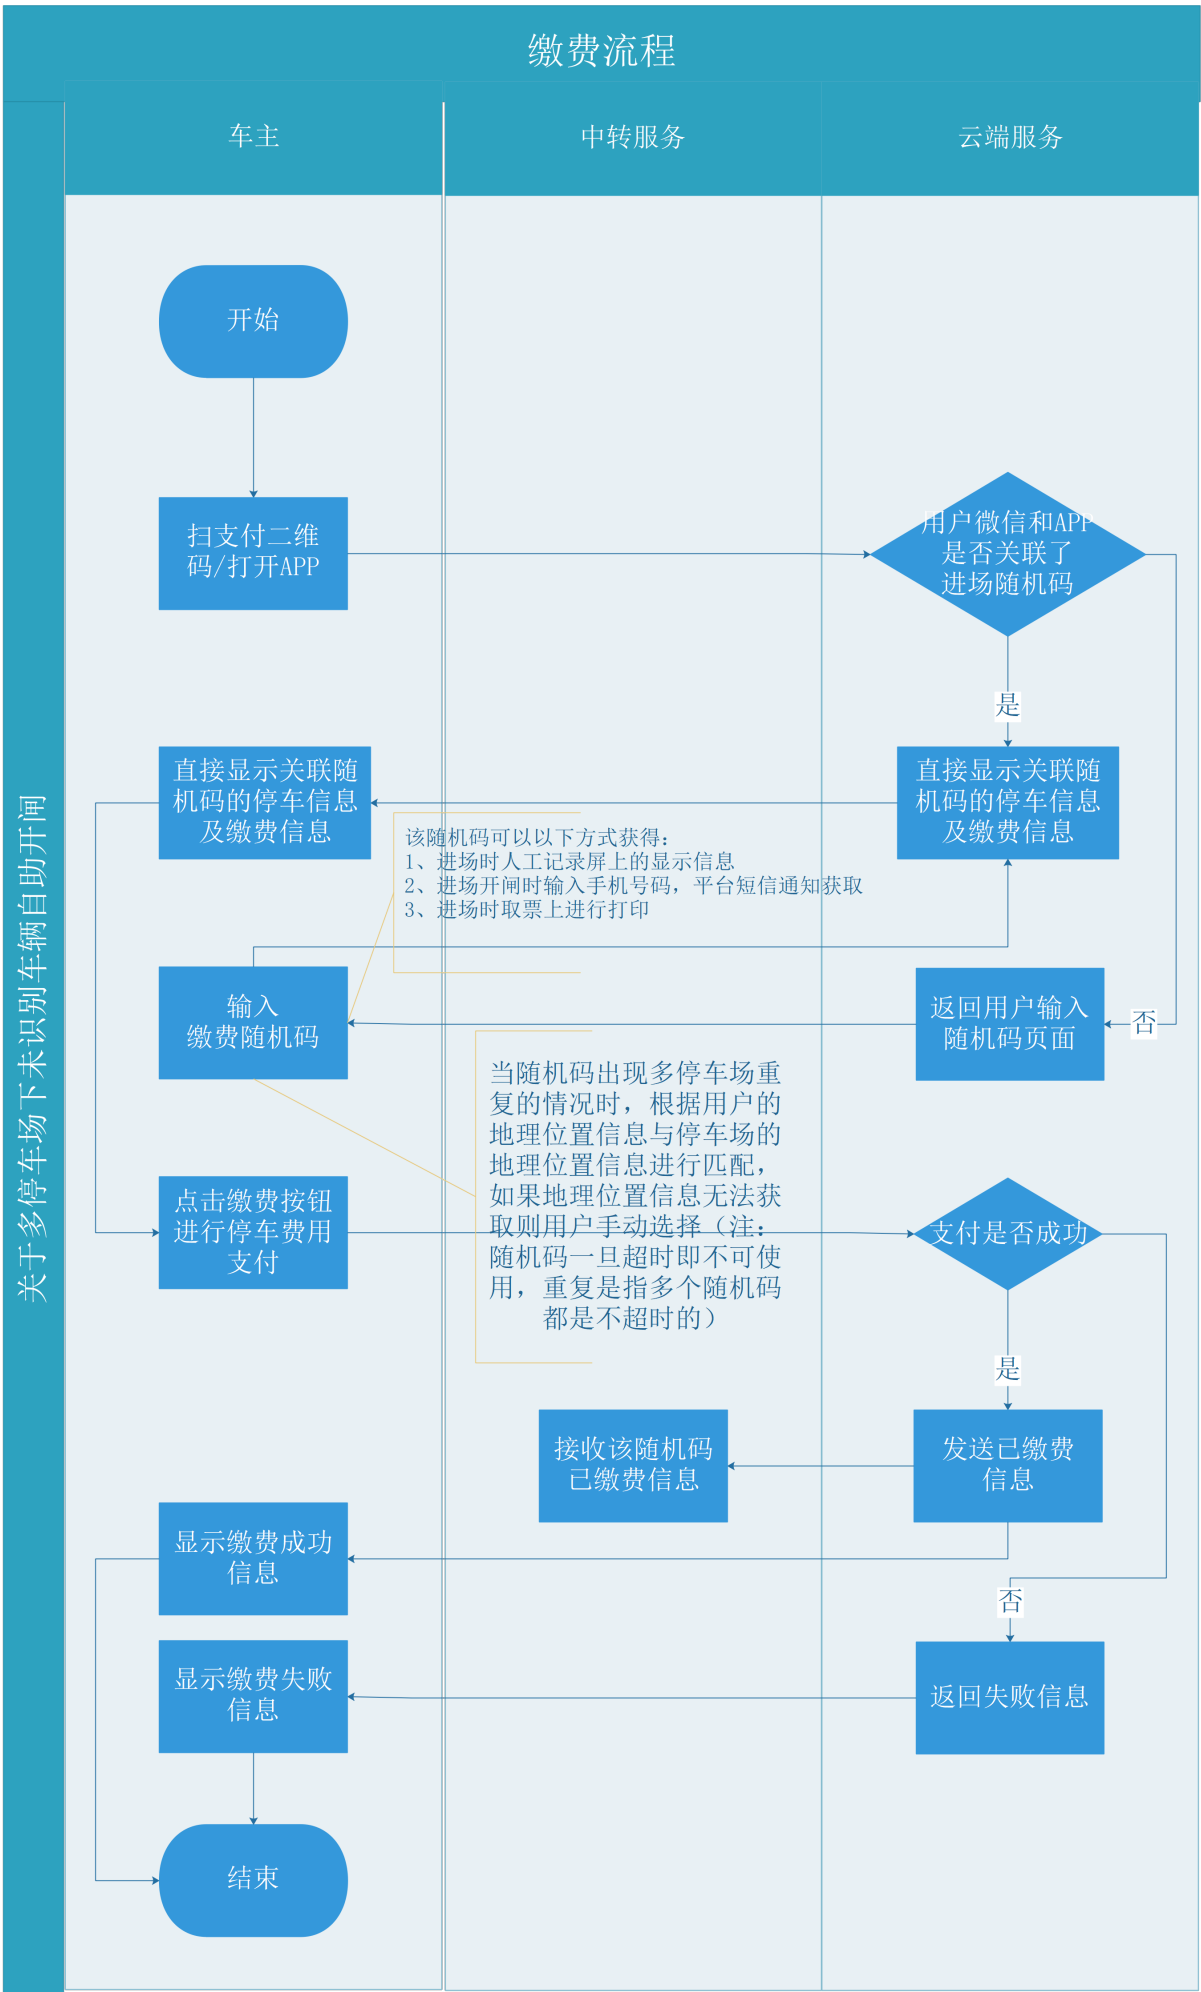 缴费流程
车主
中转服务
云端服务
关于多停车场下未识别车辆自助开闸
开始
扫支付二维
码/打开APP
用户微信和APP
是否关联了
进场随机码
是
直接显示关联随
机码的停车信息
及缴费信息
直接显示关联随
机码的停车信息
及缴费信息
该随机码可以以下方式获得：
1、进场时人工记录屏上的显示信息
2、进场开闸时输入手机号码，平台短信通知获取
3、进场时取票上进行打印
输入
缴费随机码
返回用户输入
随机码页面
否
当随机码出现多停车场重
复的情况时，根据用户的
地理位置信息与停车场的
地理位置信息进行匹配，
如果地理位置信息无法获
取则用户手动选择（注：
随机码一旦超时即不可使
用，重复是指多个随机码
都是不超时的）
点击缴费按钮
进行停车费用
支付
支付是否成功
是
接收该随机码
已缴费信息
发送已缴费
信息
显示缴费成功
信息
否
显示缴费失败
信息
返回失败信息
结束